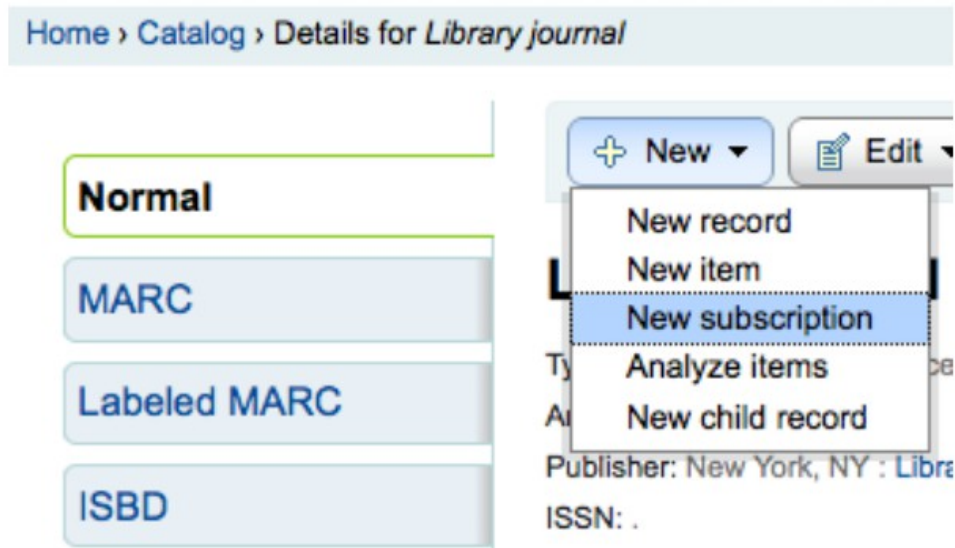 Home › Catalog › Details for Library journal
New
Edit
Normal
MARC
Labeled MARC
ISBD
New record
New item
New subscription
Analyze items
New child record
Publisher: New York, NY :
ISSN: .